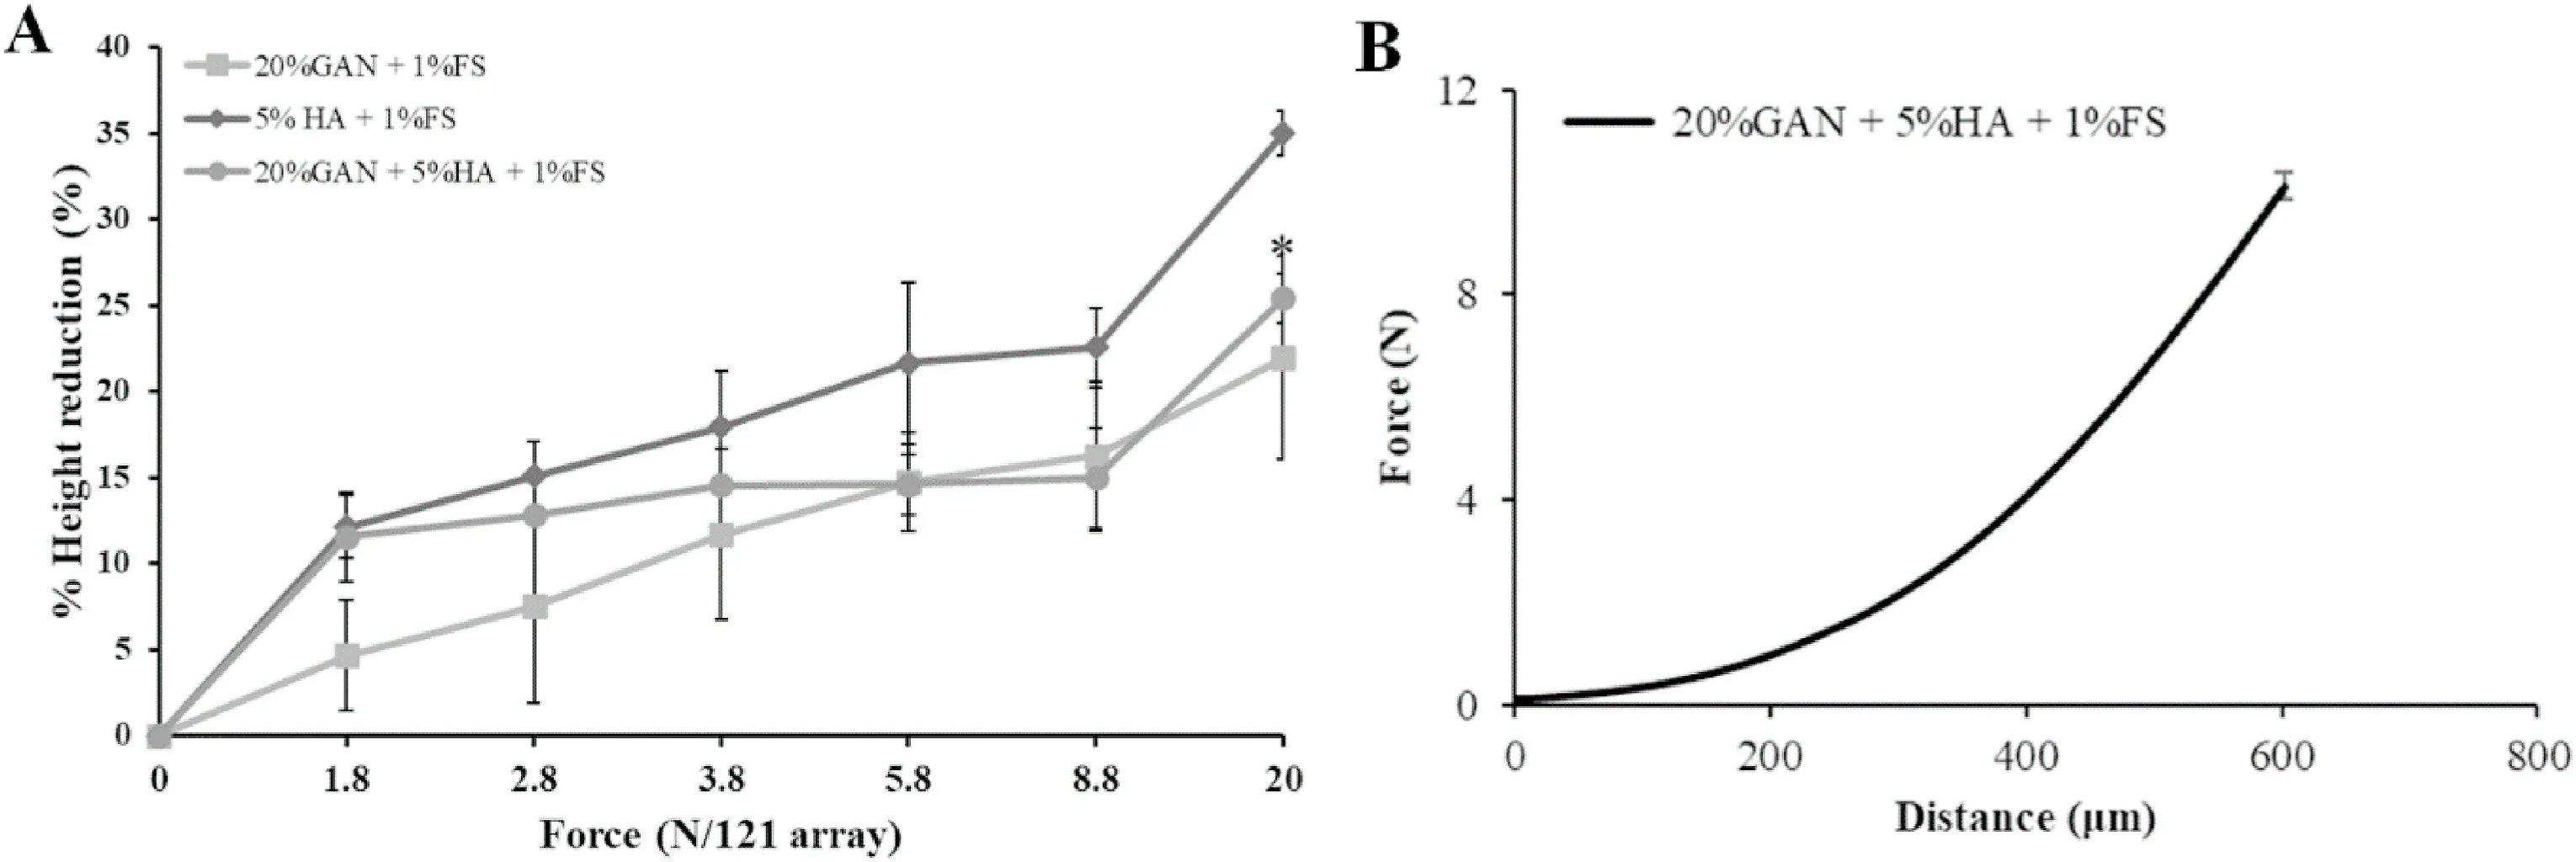 A
40
35
30
25
20
15
10
5
0
% Height reduction (%)
20%GAN + 1%FS
5% HA + 1%FS
20%GAN + 5%HA + 1%FS
*
0 1.8 2.8 3.8 5.8 8.8 20
Force (N/121 array)
B
12
8
4
0
Force (N)
20%GAN + 5%HA + 1%FS
0 200 400 600 800
Distance (μm)